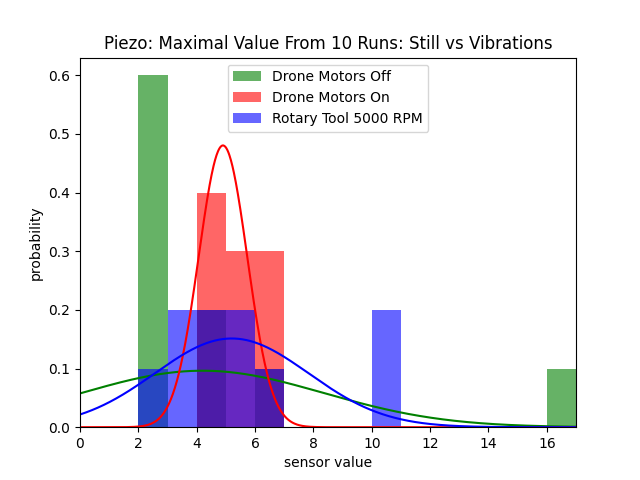 Piezo: Maximal Value From 10 Runs: Still vs Vibrations
Drone Motors Off
Drone Motors On
Rotary Tool 5000 RPM
probability
0.6
0.5
0.4
0.3
0.2
0.1
0.0
0 2 4 6 8 10 12 14 16
sensor value